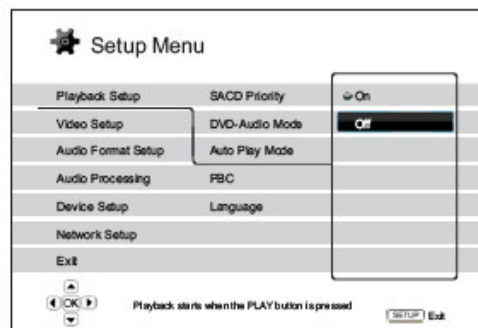 Setup Menu
Playback Setup
SACD Priority
On
Video Setup
DVD-Audio Mode
Off
Audio Format Setup
Auto Play Mode
Audio Processing
PBC
Device Setup
Language
Network Setup
Exit
OK
Playback starts when the PLAY button is pressed
SETUP Exit